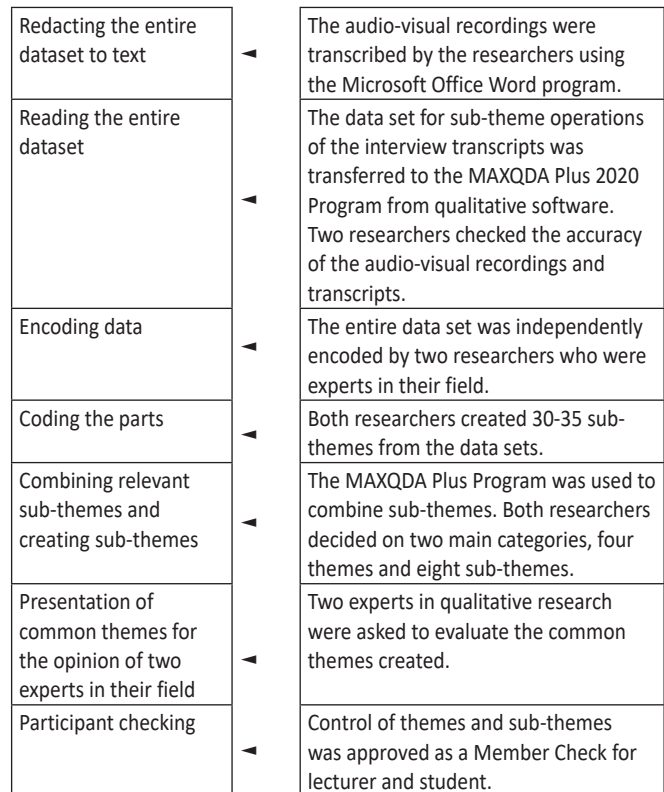 Redacting the entire
dataset to text
◄
The audio-visual recordings were
transcribed by the researchers using
the Microsoft Office Word program.
Reading the entire
dataset
◄
The data set for sub-theme operations
of the interview transcripts was
transferred to the MAXQDA Plus 2020
Program from qualitative software.
Two researchers checked the accuracy
of the audio-visual recordings and
transcripts.
Encoding data
◄
The entire data set was independently
encoded by two researchers who were
experts in their field.
Coding the parts
◄
Both researchers created 30-35 sub-
themes from the data sets.
Combining relevant
sub-themes and
creating sub-themes
◄
The MAXQDA Plus Program was used to
combine sub-themes. Both researchers
decided on two main categories, four
themes and eight sub-themes.
Presentation of
common themes for
the opinion of two
experts in their field
◄
Two experts in qualitative research
were asked to evaluate the common
themes created.
Participant checking
◄
Control of themes and sub-themes
was approved as a Member Check for
lecturer and student.